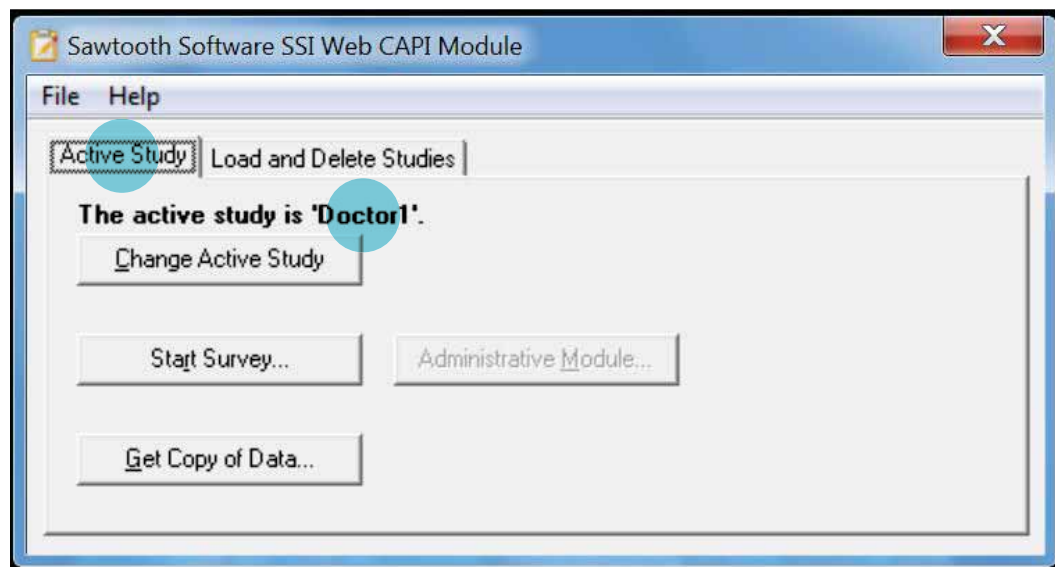 Sawtooth Software SSI Web CAPI Module
File Help
Active Study Load and Delete Studies
The active study is 'Doctor1'.
Change Active Study
Start Survey... Administrative Module...
Get Copy of Data...